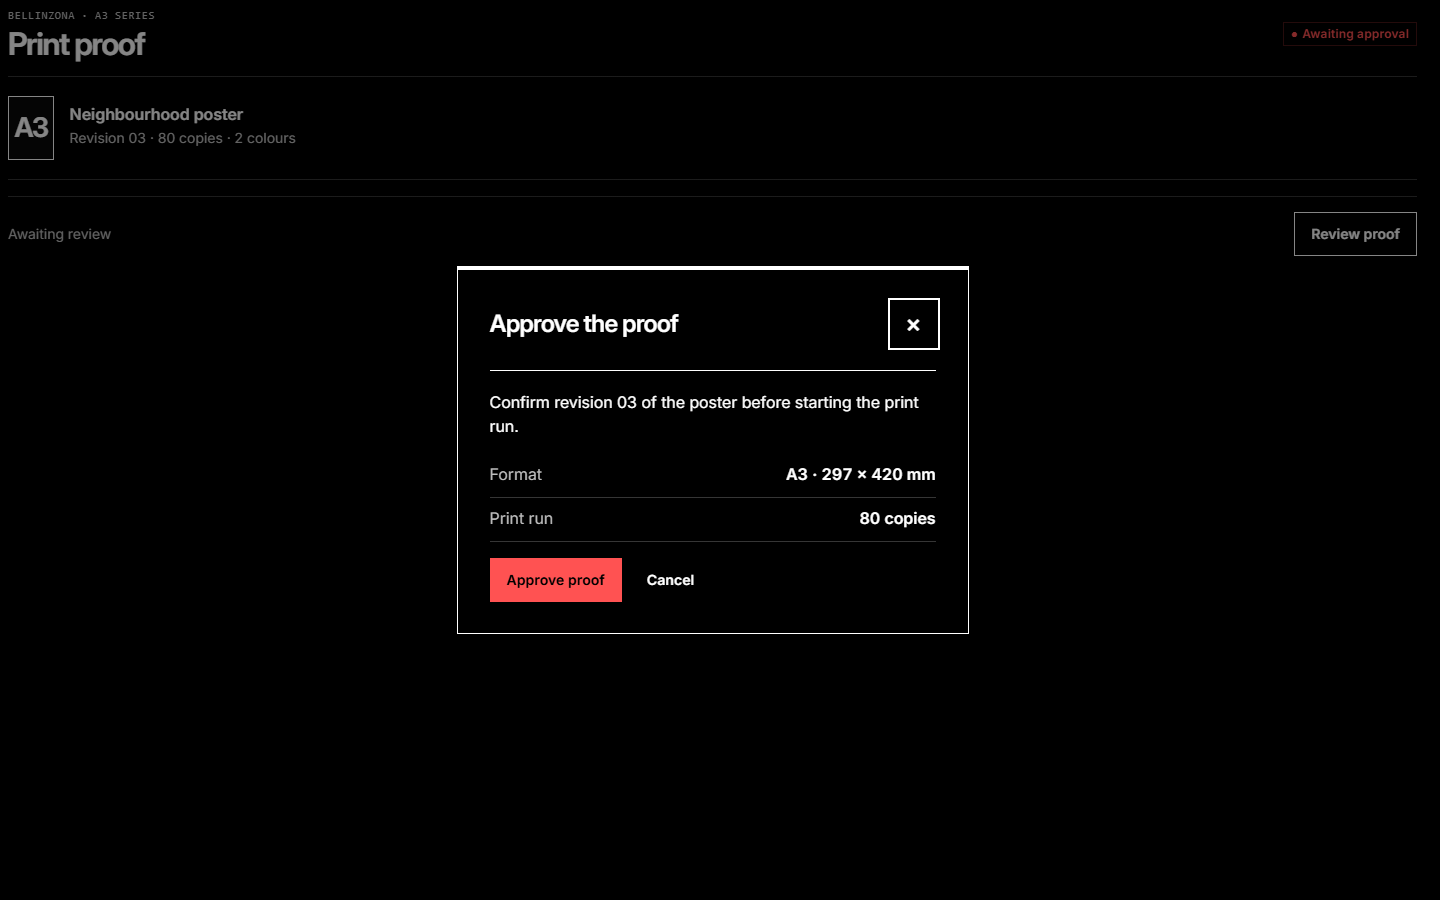 BELLINZONA • A3 SERIES
Print proof
• Awaiting approval
A3
Neighbourhood poster
Revision 03 · 80 copies · 2 colours
Awaiting review
Review proof
Approve the proof
×
Confirm revision 03 of the poster before starting the print
run.
Format
A3 · 297 × 420 mm
Print run
80 copies
Approve proof
Cancel